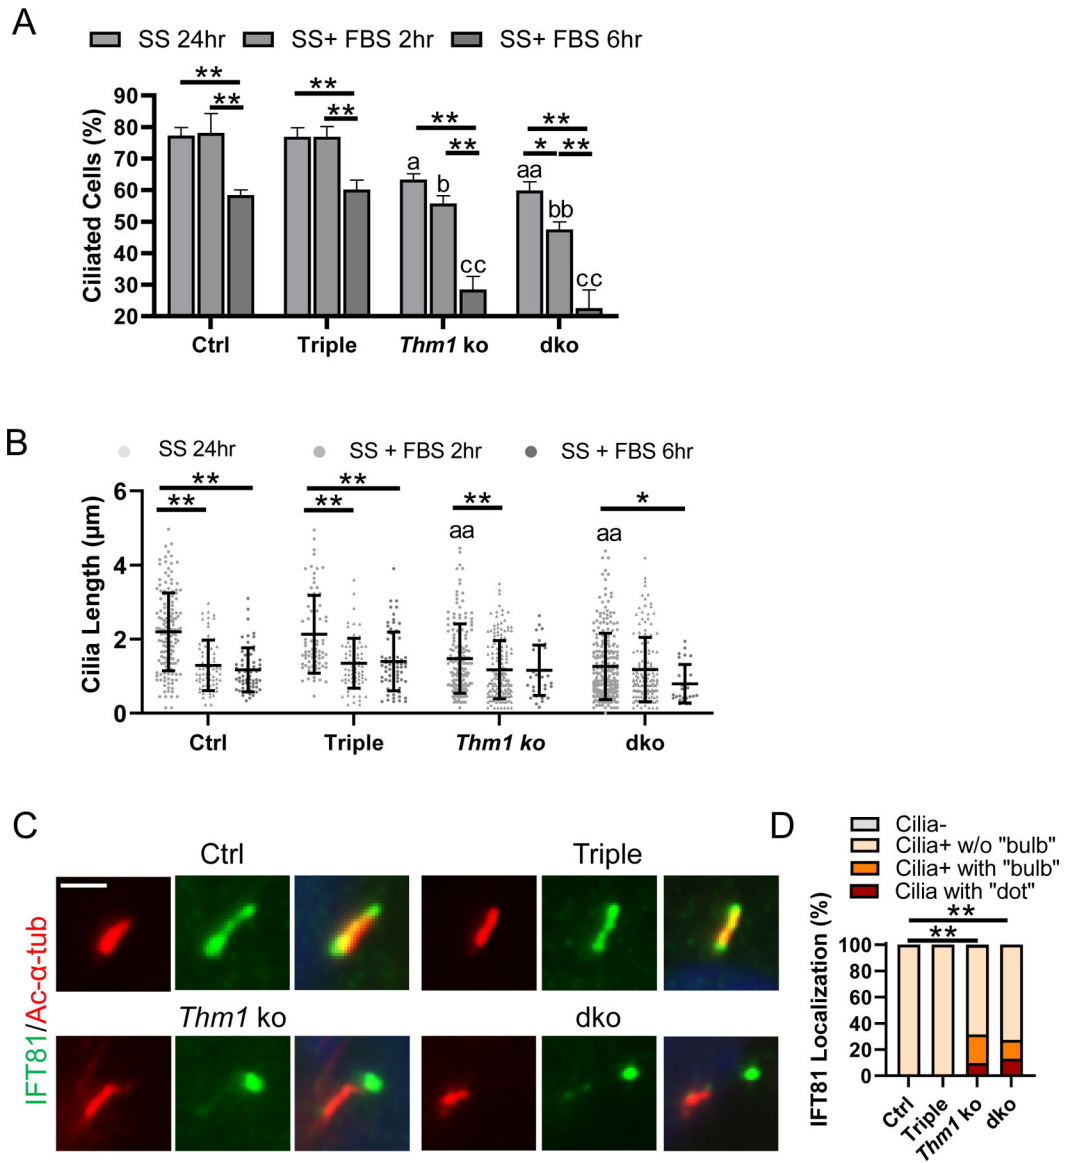 A
SS 24hr SS+ FBS 2hr SS+ FBS 6hr
Ciliated Cells (%)
90
80
70
60
50
40
30
20
** ** ** ** ** ** ** * **
a b cc aa bb cc
Ctrl Triple Thm1 ko dko
B
SS 24hr SS + FBS 2hr SS + FBS 6hr
Cilia Length (μm)
6
4
2
0
** ** ** ** ** *
aa aa
Ctrl Triple Thm1 ko dko
C
IFT81/Ac-α-tub
Ctrl Triple
Thm1 ko dko
D
Cilia-
Cilia+ w/o "bulb"
Cilia+ with "bulb"
Cilia with "dot"
IFT81 Localization (%)
100
80
60
40
20
0
**
**
Ctrl Triple Thm1 ko dko